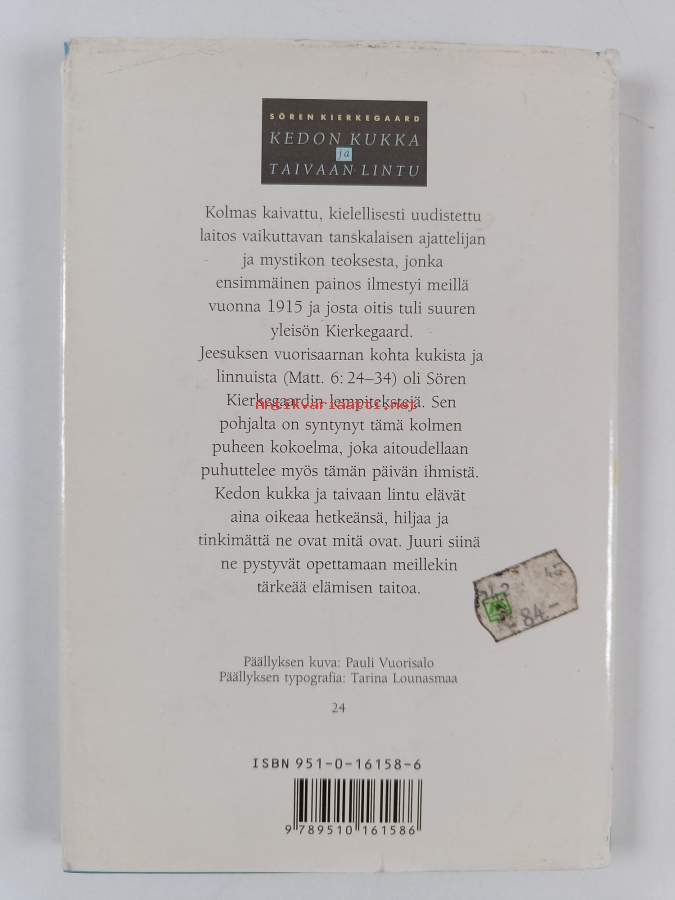 SÖREN KIERKEGAARD
KEDON KUKKA
ja
TAIVAAN LINTU
Kolmas kaivattu, kielellisesti uudistettu
laitos vaikuttavan tanskalaisen ajattelijan
ja mystikon teoksesta, jonka
ensimmäinen painos ilmestyi meillä
vuonna 1915 ja josta oitis tuli suuren
yleisön Kierkegaard.
Jeesuksen vuorisaarnan kohta kukista ja
linnuista (Matt. 6: 24–34) oli Sören
Kierkegaardin lempitekstejä. Sen
Antikvariaatti.net
pohjalta on syntynyt tämä kolmen
puheen kokoelma, joka aitoudellaan
puhuttelee myös tämän päivän ihmistä.
Kedon kukka ja taivaan lintu elävät
aina oikeaa hetkeänsä, hiljaa ja
tinkimättä ne ovat mitä ovat. Juuri siinä
ne pystyvät opettamaan meillekin
tärkeää elämisen taitoa.
45
84-
Päällyksen kuva: Pauli Vuorisalo
Päällyksen typografia: Tarina Lounasmaa
24
ISBN 951-0-16158-6
9 789510 161586